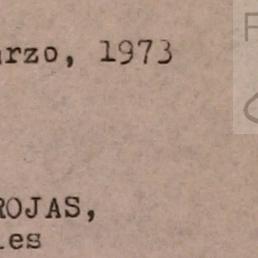 arzo, 1973
ROJAS,
les